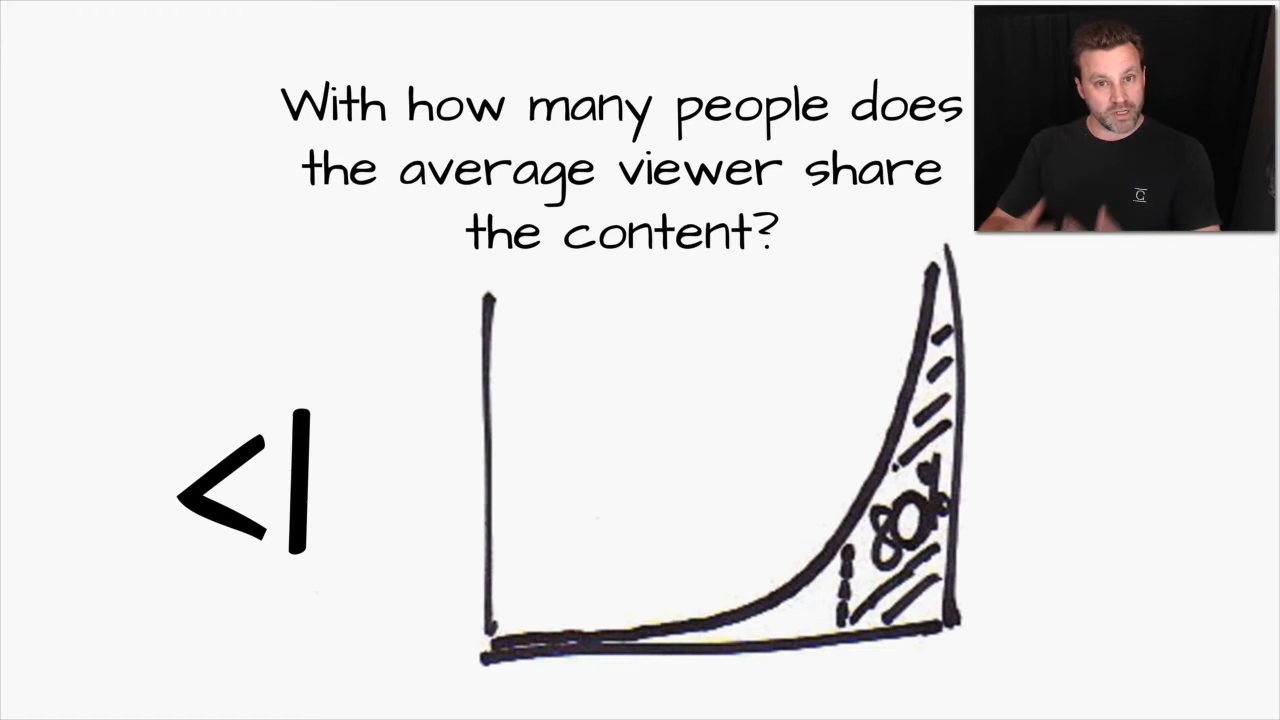 With how many people does
the average viewer share
the content?
<1
80%
G